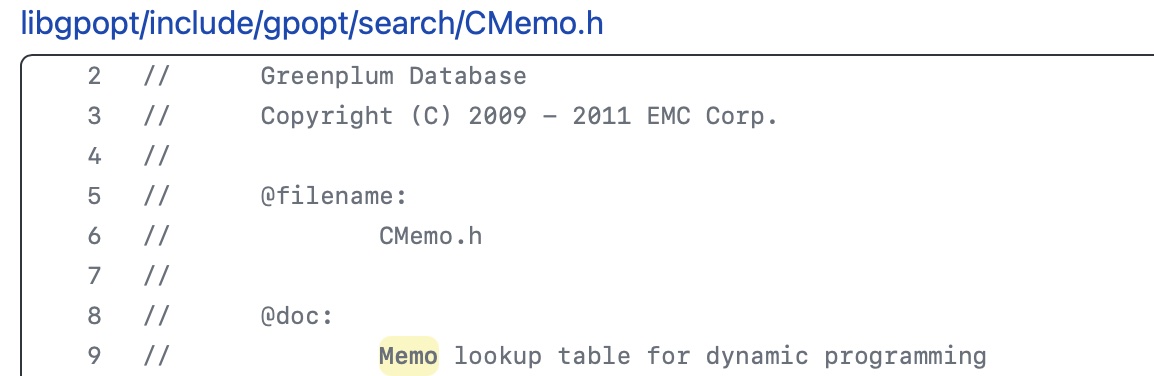 libgpopt/include/gpopt/search/CMemo.h
2 // Greenplum Database
3 // Copyright (C) 2009 – 2011 EMC Corp.
4 //
5 // @filename:
6 // CMemo.h
7 //
8 // @doc:
9 // Memo lookup table for dynamic programming